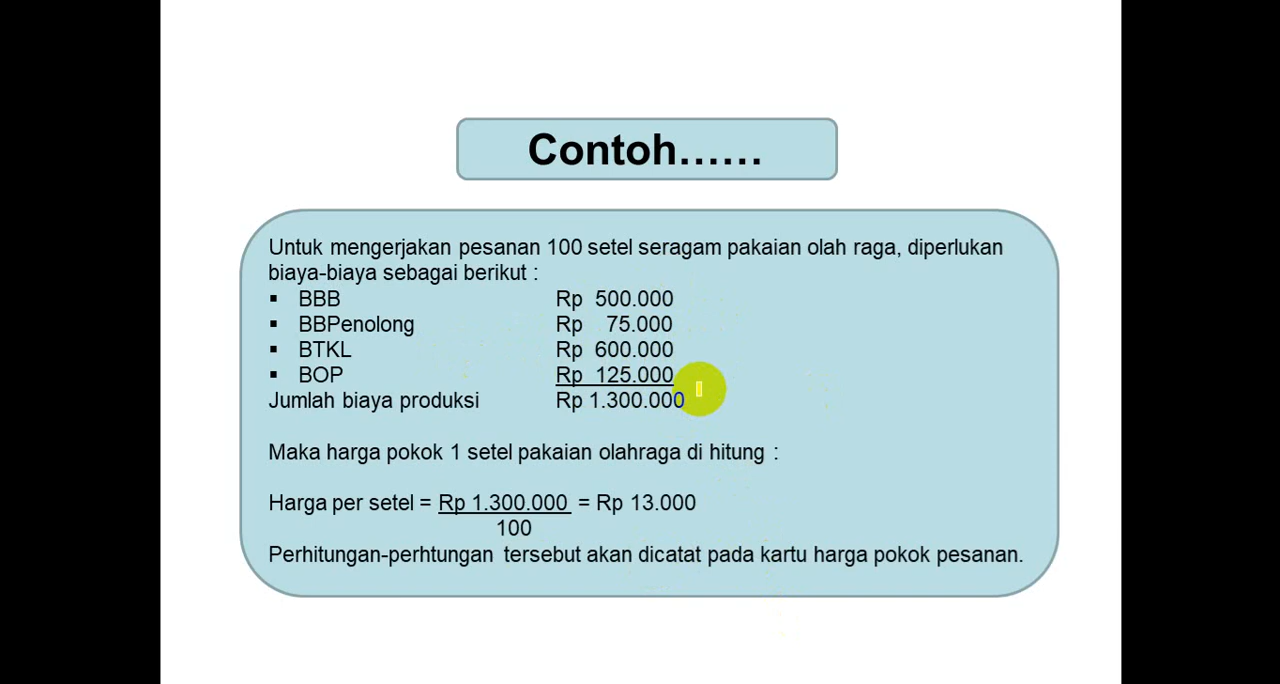 Contoh……
Untuk mengerjakan pesanan 100 setel seragam pakaian olah raga, diperlukan
biaya-biaya sebagai berikut :
▪ BBB Rp 500.000
▪ BBPenolong Rp 75.000
▪ BTKL Rp 600.000
▪ BOP Rp 125.000
Jumlah biaya produksi Rp 1.300.000
Maka harga pokok 1 setel pakaian olahraga di hitung :
Harga per setel = Rp 1.300.000 = Rp 13.000
100
Perhitungan-perhtungan tersebut akan dicatat pada kartu harga pokok pesanan.